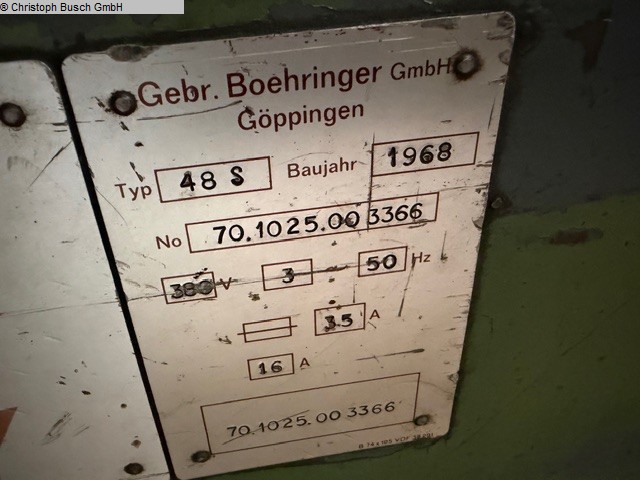 © Christoph Busch GmbH
Gebr. Boehringer GmbH
Göppingen
Typ 48 S Baujahr 1968
No 70.1025.00 3366
380 V 3 50 Hz
35 A
16 A
70.1025.00 3366